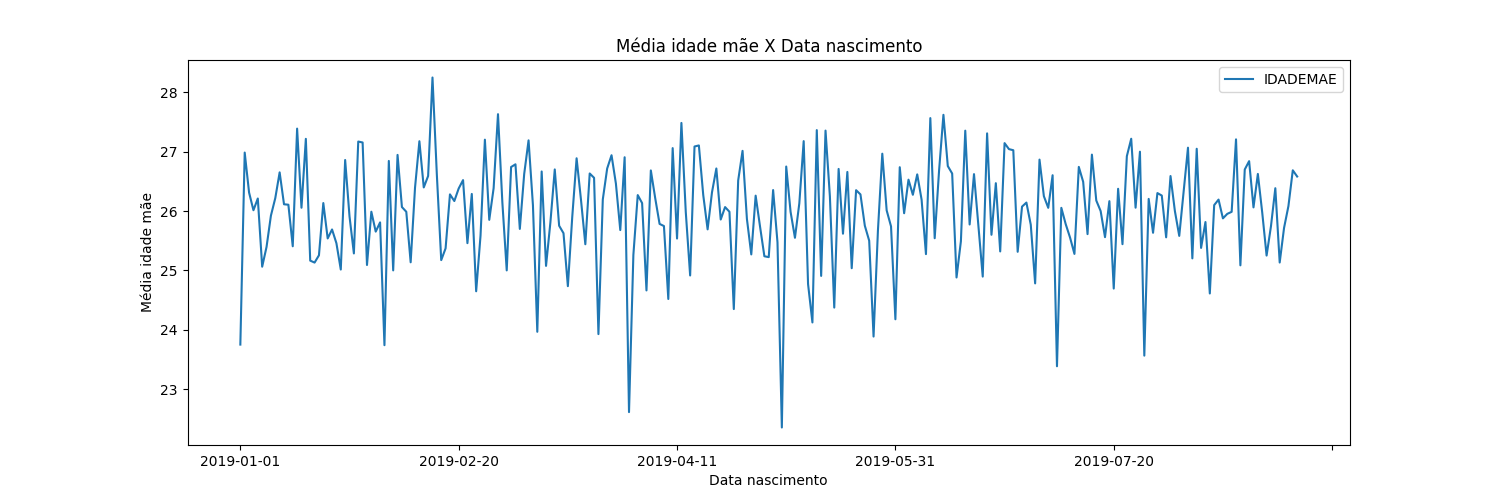 Média idade mãe X Data nascimento
IDADEMAE
28
27
26
25
24
23
Média idade mãe
2019-01-01
2019-02-20
2019-04-11
2019-05-31
2019-07-20
Data nascimento